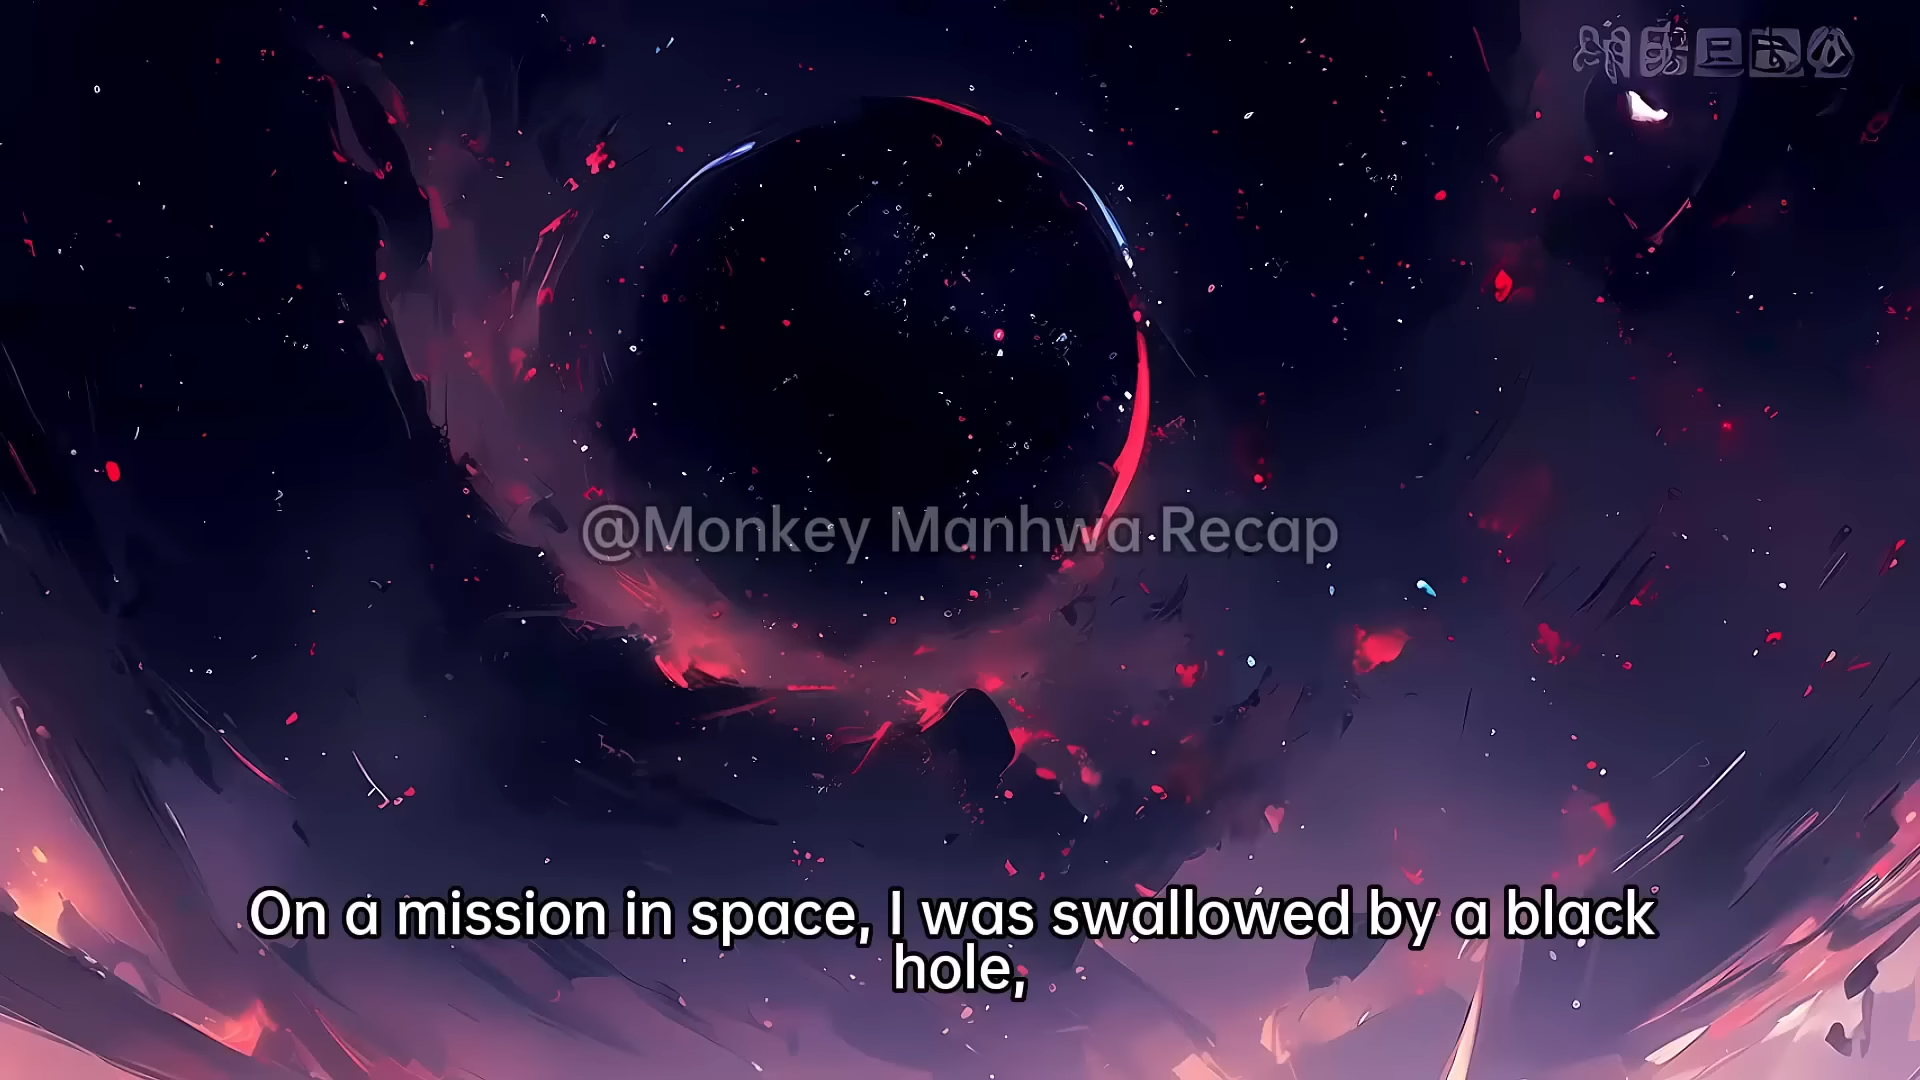 @Monkey Manhwa Recap
On a mission in space, I was swallowed by a black
hole,